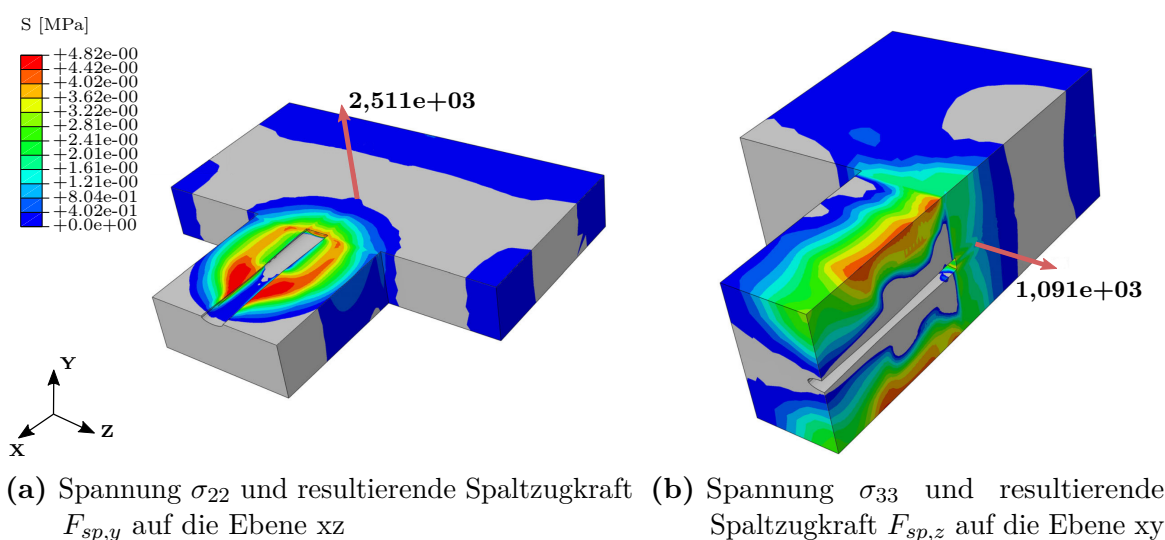 S [MPa]
+4.82e-00
+4.42e-00
+4.02e-00
+3.62e-00
+3.22e-00
+2.81e-00
+2.41e-00
+2.01e-00
+1.61e-00
+1.21e-00
+8.04e-01
+4.02e-01
+0.0e+00
2,511e+03
1,091e+03
Y
X
Z
(a) Spannung σ22 und resultierende Spaltzugkraft
Fsp,y auf die Ebene xz
(b) Spannung σ33 und resultierende
Spaltzugkraft Fsp,z auf die Ebene xy